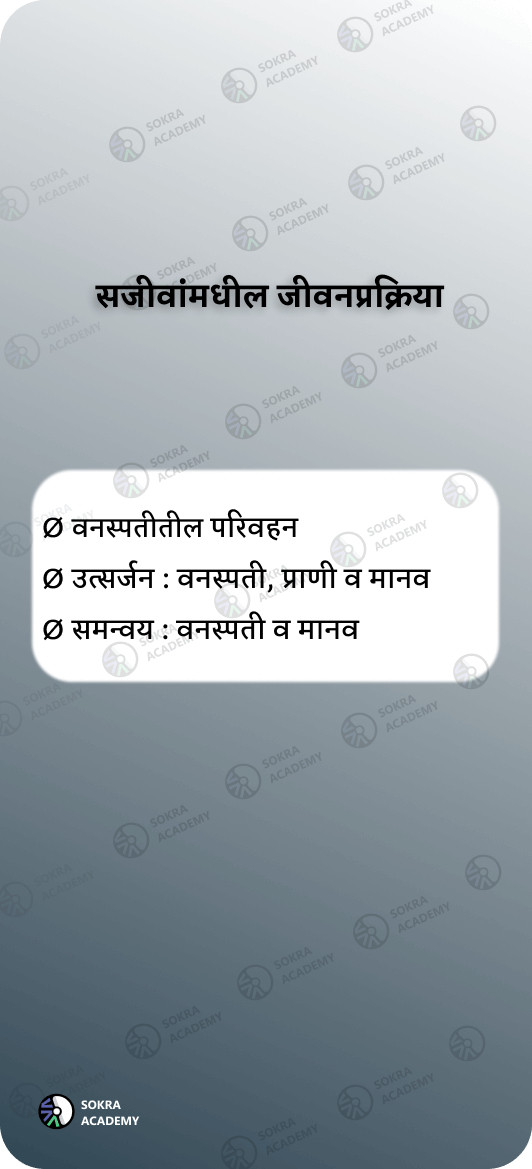 सजीवांमधील जीवनप्रक्रिया
Ø वनस्पतीतील परिवहन
Ø उत्सर्जन : वनस्पती, प्राणी व मानव
Ø समन्वय : वनस्पती व मानव
SOKRA
ACADEMY